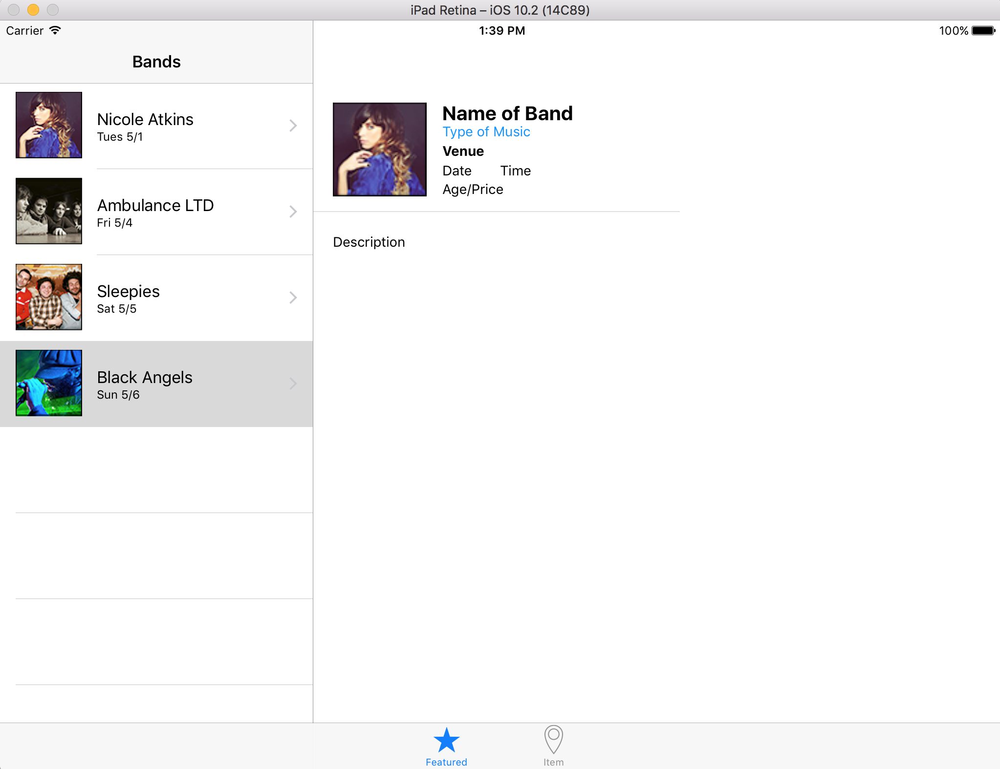 iPad Retina – iOS 10.2 (14C89)
Carrier 1:39 PM 100%
Bands
Nicole Atkins
Tues 5/1
Ambulance LTD
Fri 5/4
Sleepies
Sat 5/5
Black Angels
Sun 5/6
Name of Band
Type of Music
Venue
Date Time
Age/Price
Description
Featured Item